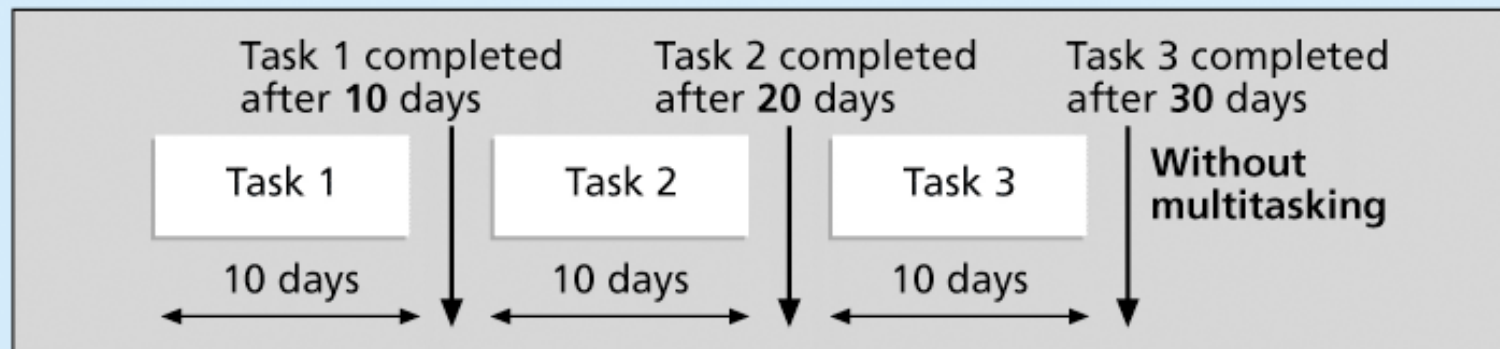 Task 1 completed
after 10 days
Task 2 completed
after 20 days
Task 3 completed
after 30 days
Task 1
Task 2
Task 3
Without
multitasking
10 days
10 days
10 days